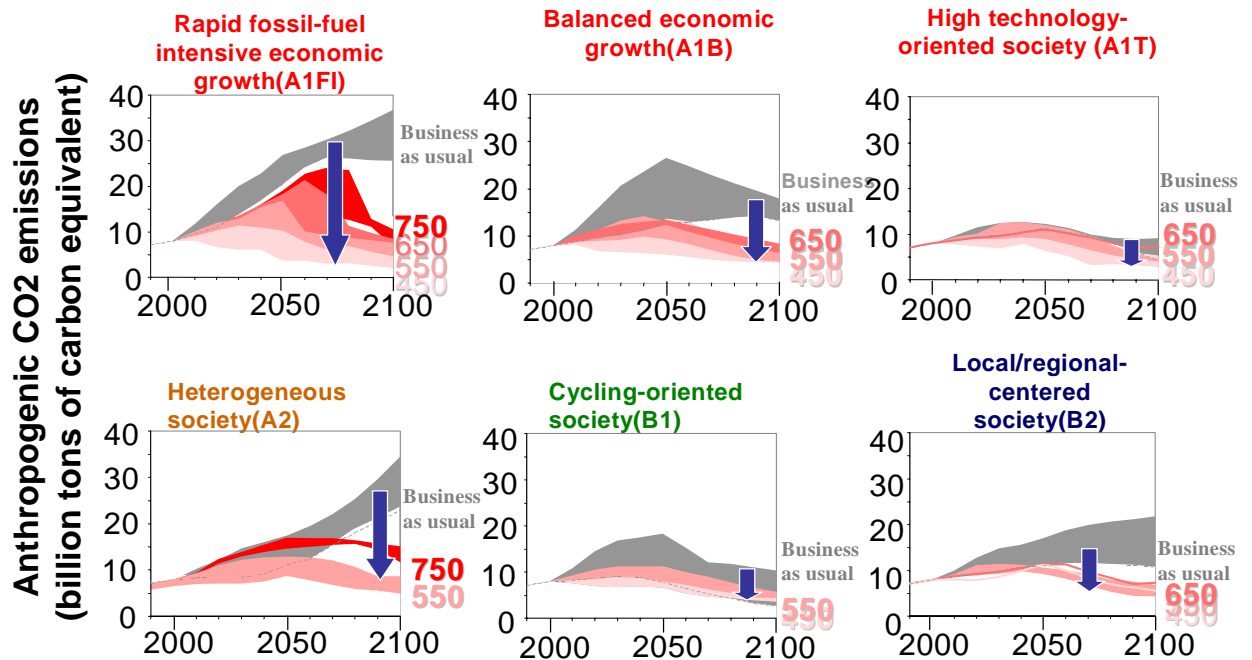 Anthropogenic CO2 emissions
(billion tons of carbon equivalent)
Rapid fossil-fuel
intensive economic
growth(A1FI)
40
30
20
10
0
2000 2050 2100
Business
as usual
750
650
550
450
Balanced economic
growth(A1B)
40
30
20
10
0
2000 2050 2100
Business
as usual
650
550
450
High technology-
oriented society (A1T)
40
30
20
10
0
2000 2050 2100
Business
as usual
650
550
450
Heterogeneous
society(A2)
40
30
20
10
0
2000 2050 2100
Business
as usual
750
550
Cycling-oriented
society(B1)
40
30
20
10
0
2000 2050 2100
Business
as usual
550
450
Local/regional-
centered
society(B2)
40
30
20
10
0
2000 2050 2100
Business
as usual
650
550
450